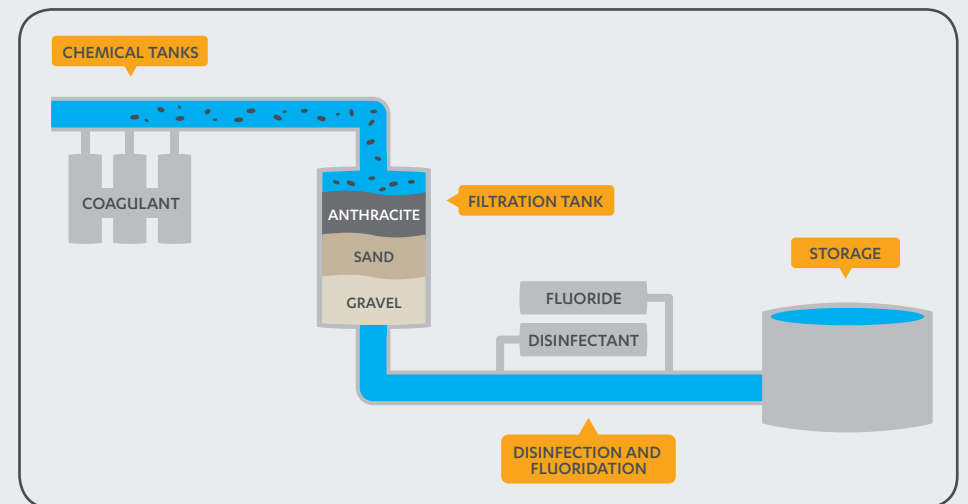 CHEMICAL TANKS
COAGULANT
ANTHRACITE
FILTRATION TANK
SAND
GRAVEL
FLUORIDE
DISINFECTANT
STORAGE
DISINFECTION AND
FLUORIDATION